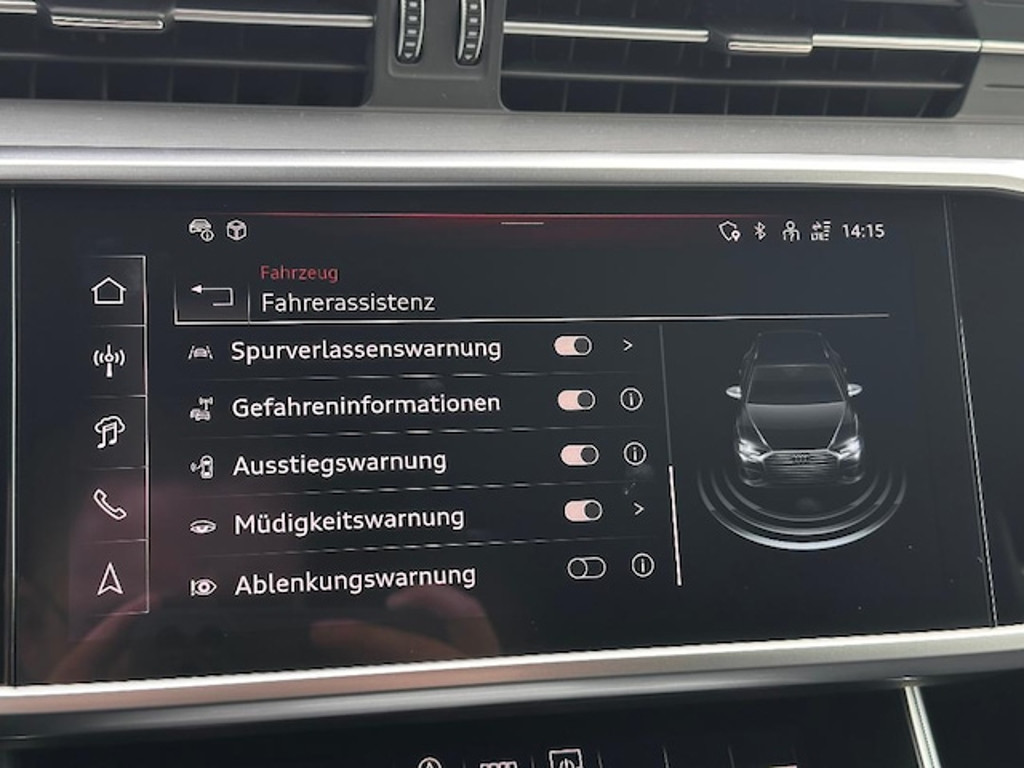 14:15
Fahrzeug
Fahrerassistenz
Spurverlassenswarnung
Gefahreninformationen
Ausstiegswarnung
Müdigkeitswarnung
Ablenkungswarnung